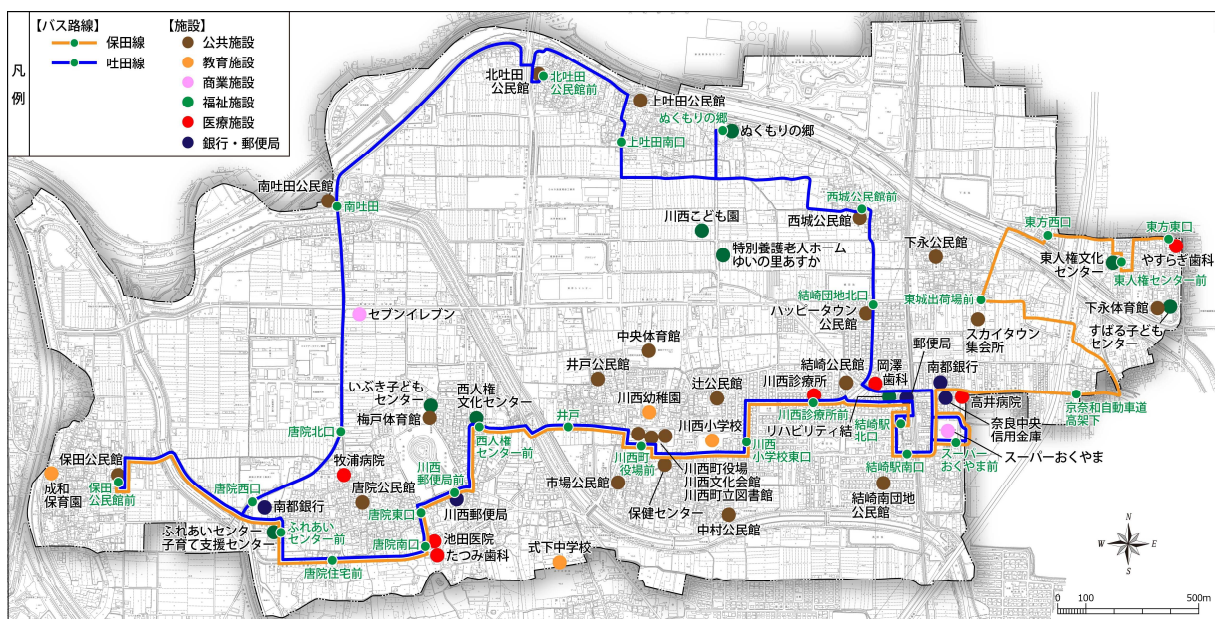 凡例
【バス路線】
保田線
吐田線
【施設】
公共施設
教育施設
商業施設
福祉施設
医療施設
銀行・郵便局
北吐田
公民館
北吐田
公民館前
上吐田公民館
ぬくもりの郷
ぬくもりの郷
上吐田南口
南吐田公民館
南吐田
西城公民館前
西城公民館
川西こども園
特別養護老人ホーム
ゆいの里あすか
下永公民館
東方西口
東方東口
やすらぎ歯科
東人権文化
センター
東人権センター前
結崎団地北口
ハッピータウン
公民館
東城出荷場前
スカイタウン
集会所
下永体育館
すばる子ども
センター
セブンイレブン
中央体育館
井戸公民館
郵便局
結崎公民館
岡澤
歯科
南都銀行
いぶき子ども
センター
梅戸体育館
西人権
文化センター
川西幼稚園
辻公民館
川西診療所
高井病院
京奈和自動車道
高架下
奈良中央
信用金庫
川西診療所前
リハビリティ結
唐院北口
西人権
センター前
井戸
川西町
役場前
川西小学校
川西
小学校東口
結崎駅
北口
結崎駅南口
スーパー
おくやま前
スーパーおくやま
保田公民館
成和
保育園
保田
公民館前
唐院西口
南都銀行
牧浦病院
唐院公民館
川西
郵便局前
川西郵便局
市場公民館
川西町役場
川西文化会館
川西町立図書館
保健センター
中村公民館
結崎南団地
公民館
ふれあいセンター
子育て支援センター
ふれあい
センター前
唐院東口
唐院南口
池田医院
たつみ歯科
唐院住宅前
式下中学校
N
W
E
S
0
100
500m